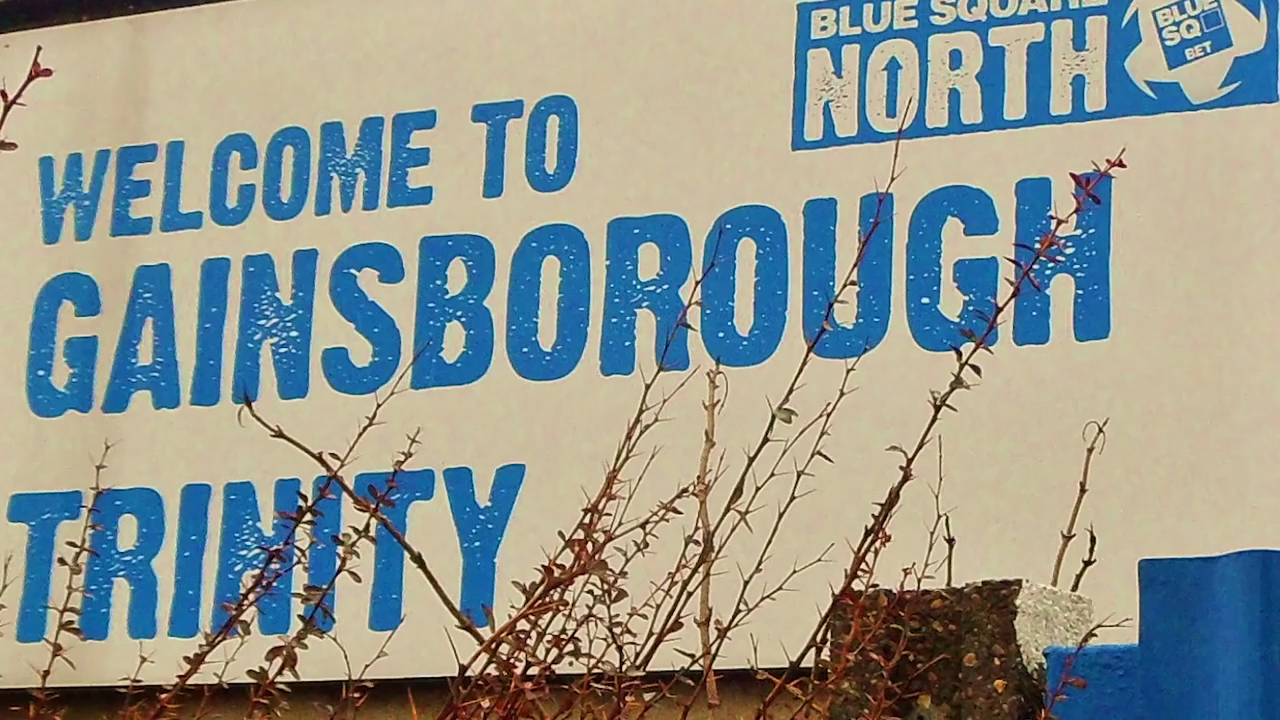 BLUE SQUARE
NORTH
BLUE
SQ
BET
WELCOME TO
GAINSBOROUGH
TRINITY